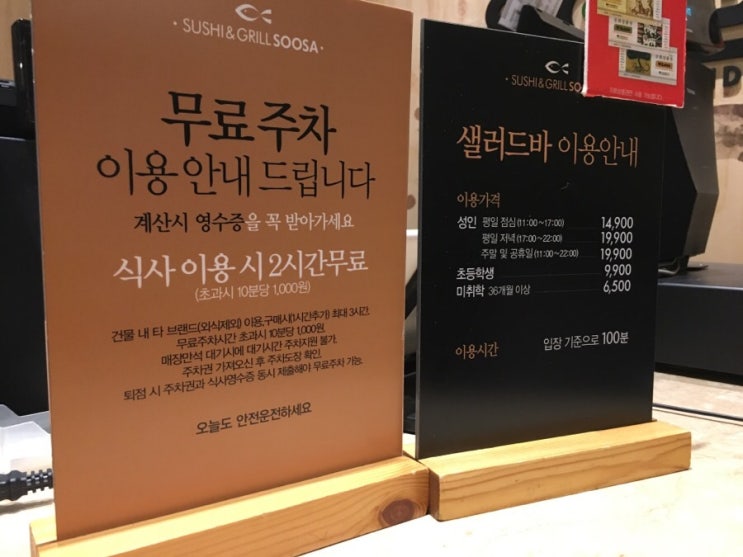 SUSHI & GRILL SOOSA
무료 주차
이용 안내 드립니다
계산시 영수증을 꼭 받아가세요
식사 이용 시 2시간무료
(초과시 10분당 1,000원)
건물 내 타 브랜드(외식제외) 이용,구매시(1시간추가) 최대 3시간.
무료주차시간 초과시 10분당 1,000원.
매장만석 대기시에 대기시간 주차지원 불가.
주차권 가져오신 후 주차도장 확인.
퇴점 시 주차권과 식사영수증 동시 제출해야 무료주차 가능.
오늘도 안전운전하세요
SUSHI & GRILL SOO
샐러드바 이용안내
이용가격
성인 평일 점심 (11:00~17:00) 14,900
평일 저녁 (17:00~22:00) 19,900
주말 및 공휴일 (11:00~22:00) 19,900
초등학생 9,900
미취학 36개월 이상 6,500
이용시간 입장 기준으로 100분